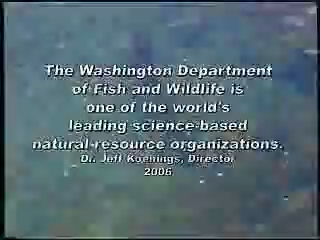 The Washington Department
of Fish and Wildlife is
one of the world's
leading science-based
natural-resource organizations.
Dr. Jeff Koenings, Director
2006